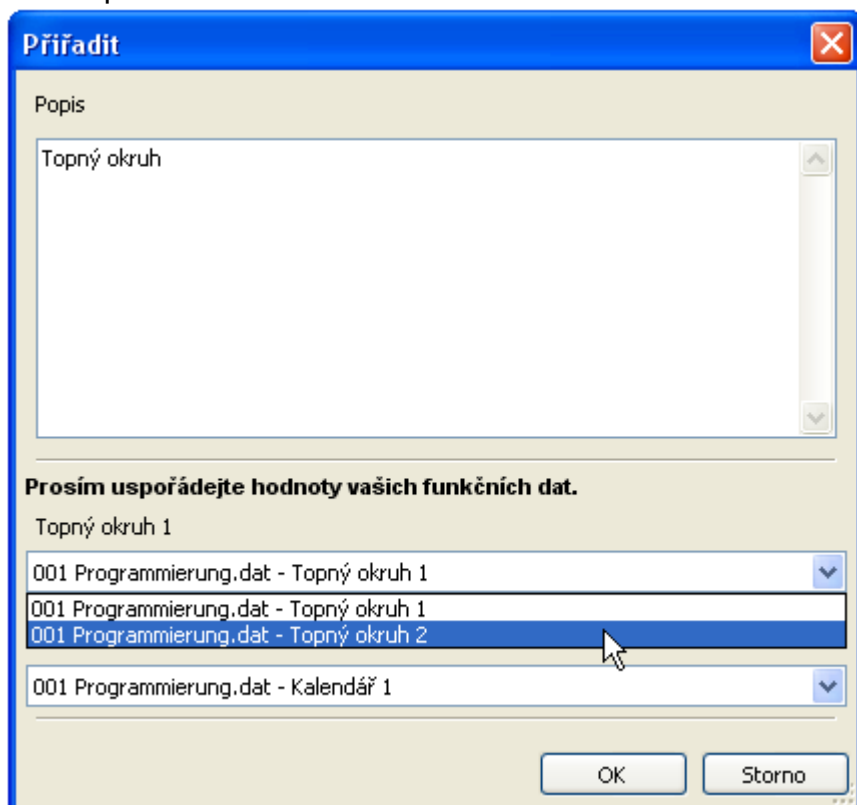 Přiřadit
Popis
Topný okruh
Prosím uspořádejte hodnoty vašich funkčních dat.
Topný okruh 1
001 Programmierung.dat - Topný okruh 1
001 Programmierung.dat - Topný okruh 1
001 Programmierung.dat - Topný okruh 2
001 Programmierung.dat - Kalendář 1
OK Storno